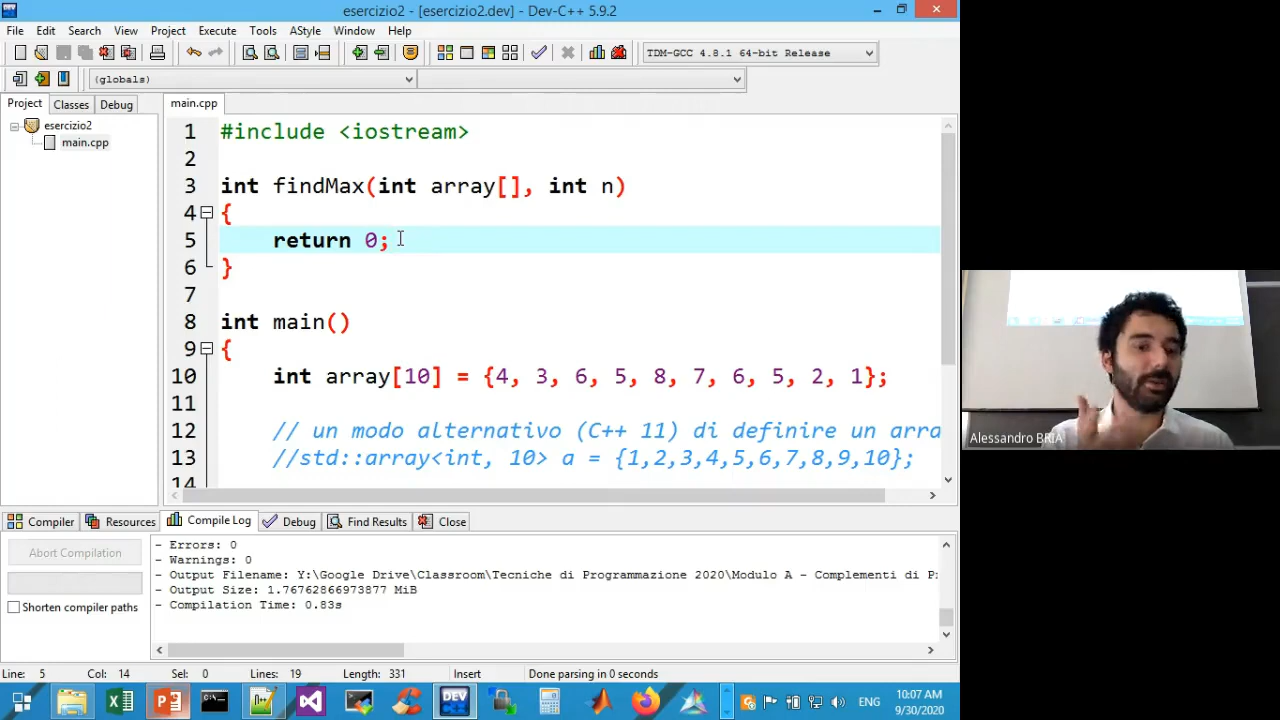 esercizio2 - [esercizio2.dev] - Dev-C++ 5.9.2
File Edit Search View Project Execute Tools AStyle Window Help
TDM-GCC 4.8.1 64-bit Release
(globals)
Project Classes Debug
main.cpp
esercizio2
main.cpp
1 #include <iostream>
2
3 int findMax(int array[], int n)
4 {
5 return 0;
6 }
7
8 int main()
9 {
10 int array[10] = {4, 3, 6, 5, 8, 7, 6, 5, 2, 1};
11
12 // un modo alternativo (C++ 11) di definire un arra
13 //std::array<int, 10> a = {1,2,3,4,5,6,7,8,9,10};
14
Alessandro BRIA
Compiler Resources Compile Log Debug Find Results Close
Abort Compilation
Shorten compiler paths
- Errors: 0
- Warnings: 0
- Output Filename: Y:\Google Drive\Classroom\Tecniche di Programmazione 2020\Modulo A - Complementi di P
- Output Size: 1.76762866973877 MiB
- Compilation Time: 0.83s
Line: 5 Col: 14 Sel: 0 Lines: 19 Length: 331 Insert Done parsing in 0 seconds
DEV
ENG
10:07 AM
9/30/2020